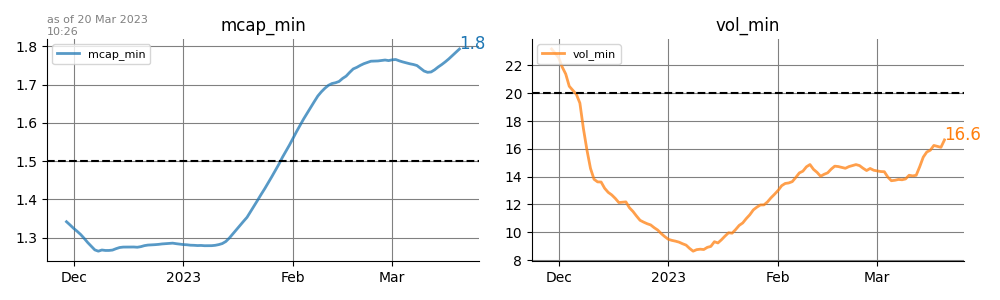 as of 20 Mar 2023
10:26
mcap_min
1.8
mcap_min
1.8
1.7
1.6
1.5
1.4
1.3
Dec
2023
Feb
Mar
vol_min
vol_min
22
20
18
16
14
12
10
8
16.6
Dec
2023
Feb
Mar